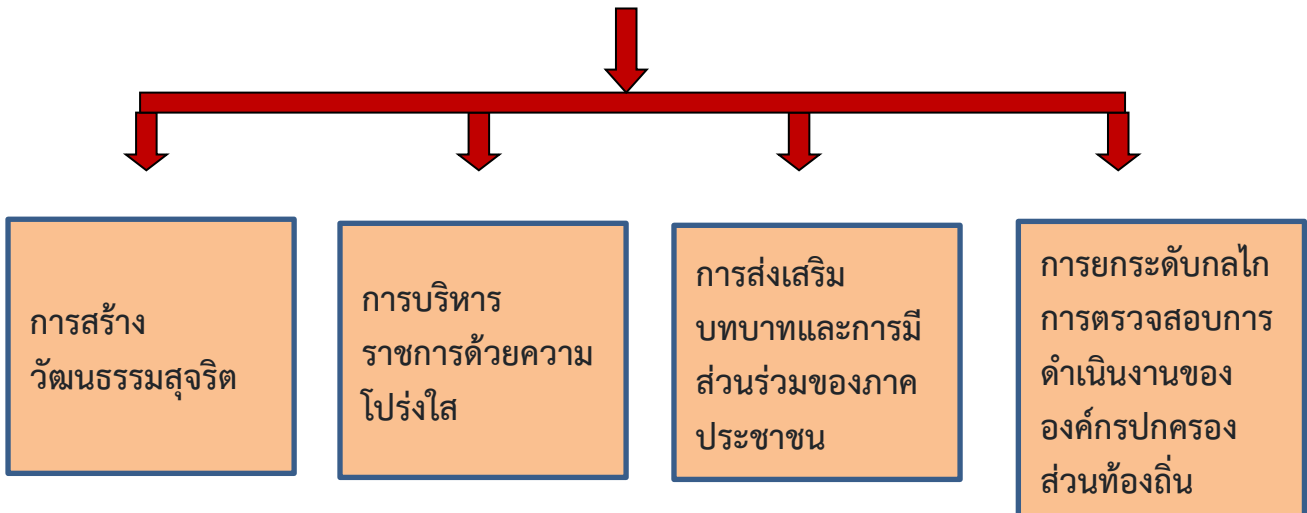 การสร้าง
วัฒนธรรมสุจริต
การบริหาร
ราชการด้วยความ
โปร่งใส
การส่งเสริม
บทบาทและการมี
ส่วนร่วมของภาค
ประชาชน
การยกระดับกลไก
การตรวจสอบการ
ดำเนินงานของ
องค์กรปกครอง
ส่วนท้องถิ่น